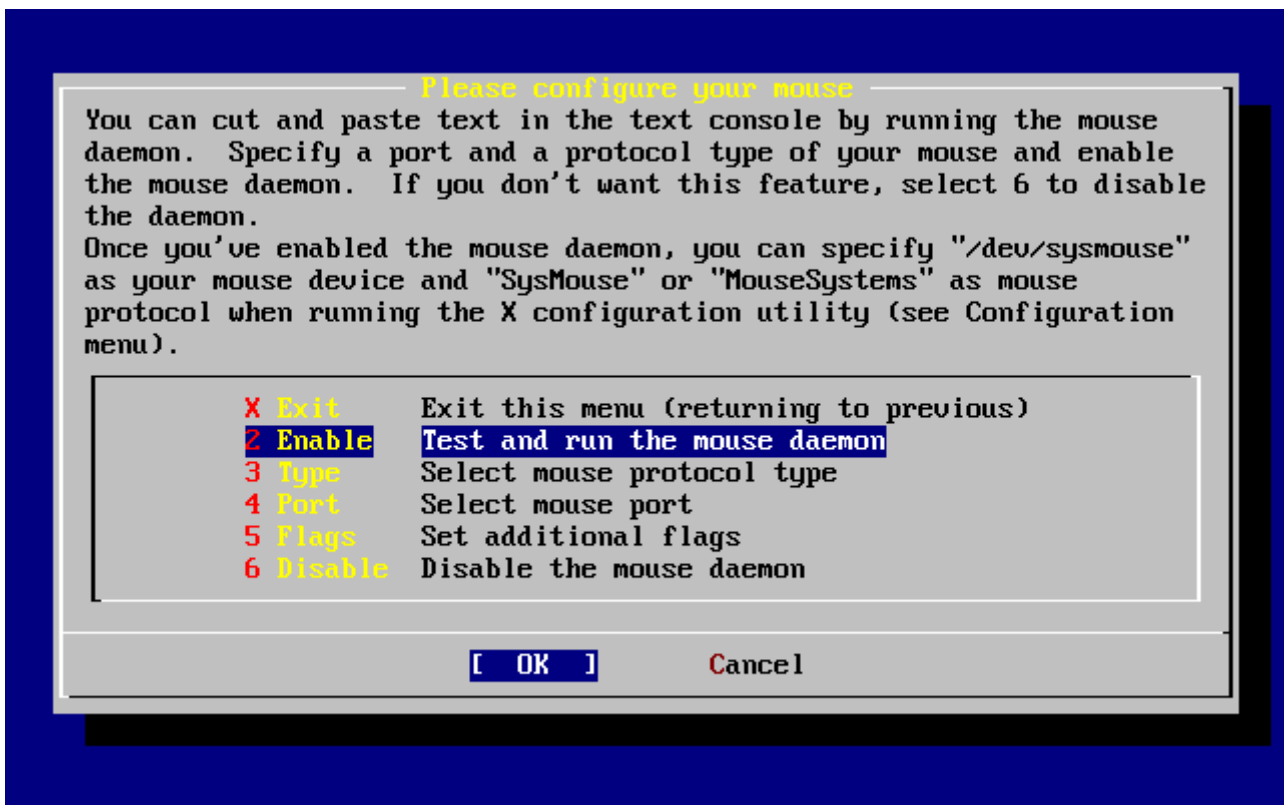 Please configure your mouse
You can cut and paste text in the text console by running the mouse
daemon.  Specify a port and a protocol type of your mouse and enable
the mouse daemon.  If you don't want this feature, select 6 to disable
the daemon.
Once you've enabled the mouse daemon, you can specify "/dev/sysmouse"
as your mouse device and "SysMouse" or "MouseSystems" as mouse
protocol when running the X configuration utility (see Configuration
menu).
X Exit     Exit this menu (returning to previous)
2 Enable   Test and run the mouse daemon
3 Type     Select mouse protocol type
4 Port     Select mouse port
5 Flags    Set additional flags
6 Disable  Disable the mouse daemon
[  OK  ]       Cancel